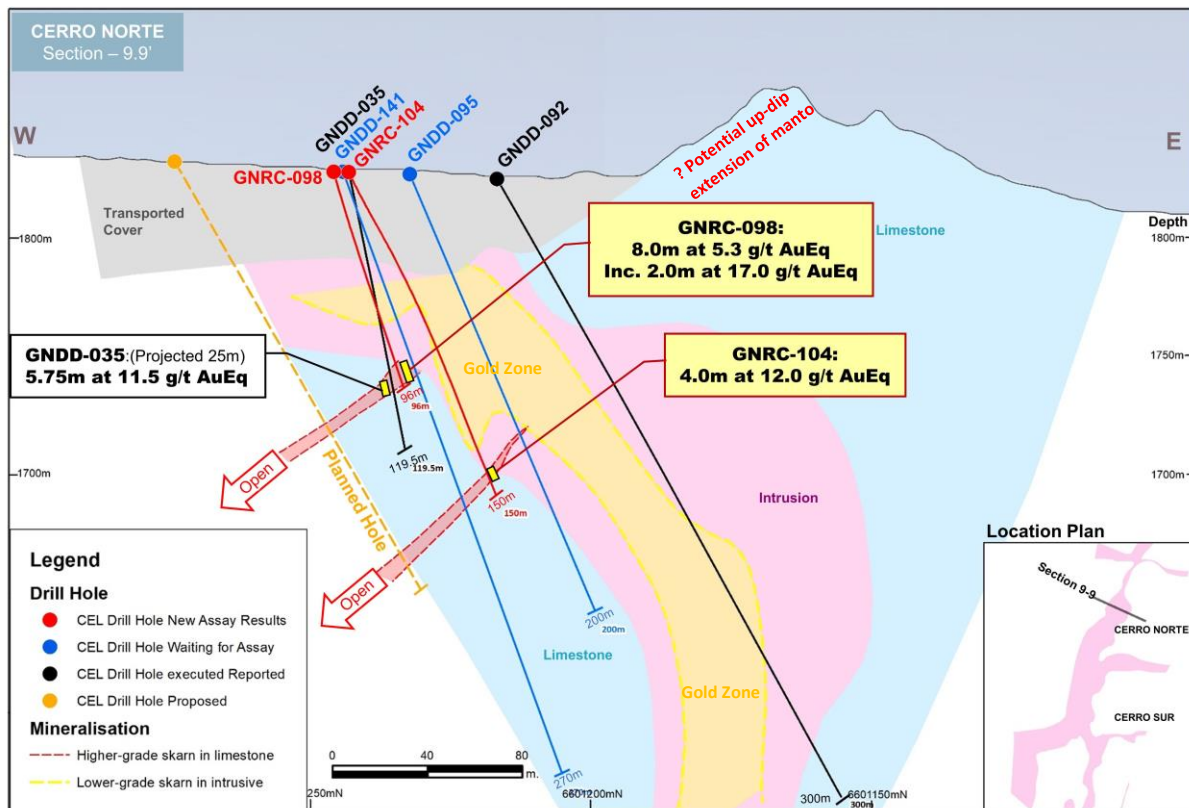 CERRO NORTE
Section – 9.9’
W
E
GNDD-035
GNDD-141
GNRC-104
GNRC-098
GNDD-095
GNDD-092
? Potential up-dip
extension of manto
Transported
Cover
Limestone
Depth
1800m
1800m
GNRC-098:
8.0m at 5.3 g/t AuEq
Inc. 2.0m at 17.0 g/t AuEq
GNDD-035:(Projected 25m)
5.75m at 11.5 g/t AuEq
GNRC-104:
4.0m at 12.0 g/t AuEq
1750m
Gold Zone
96m
96m
119.5m
119.5m
1700m
1700m
Open
Planned Hole
150m
150m
Intrusion
Open
200m
200m
Limestone
Gold Zone
Legend
Drill Hole
CEL Drill Hole New Assay Results
CEL Drill Hole Waiting for Assay
CEL Drill Hole executed Reported
CEL Drill Hole Proposed
Mineralisation
Higher-grade skarn in limestone
Lower-grade skarn in intrusive
0 40 80
m.
270m
250mN
6601200mN
300m
300m
6601150mN
Location Plan
Section 9-9
CERRO NORTE
CERRO SUR